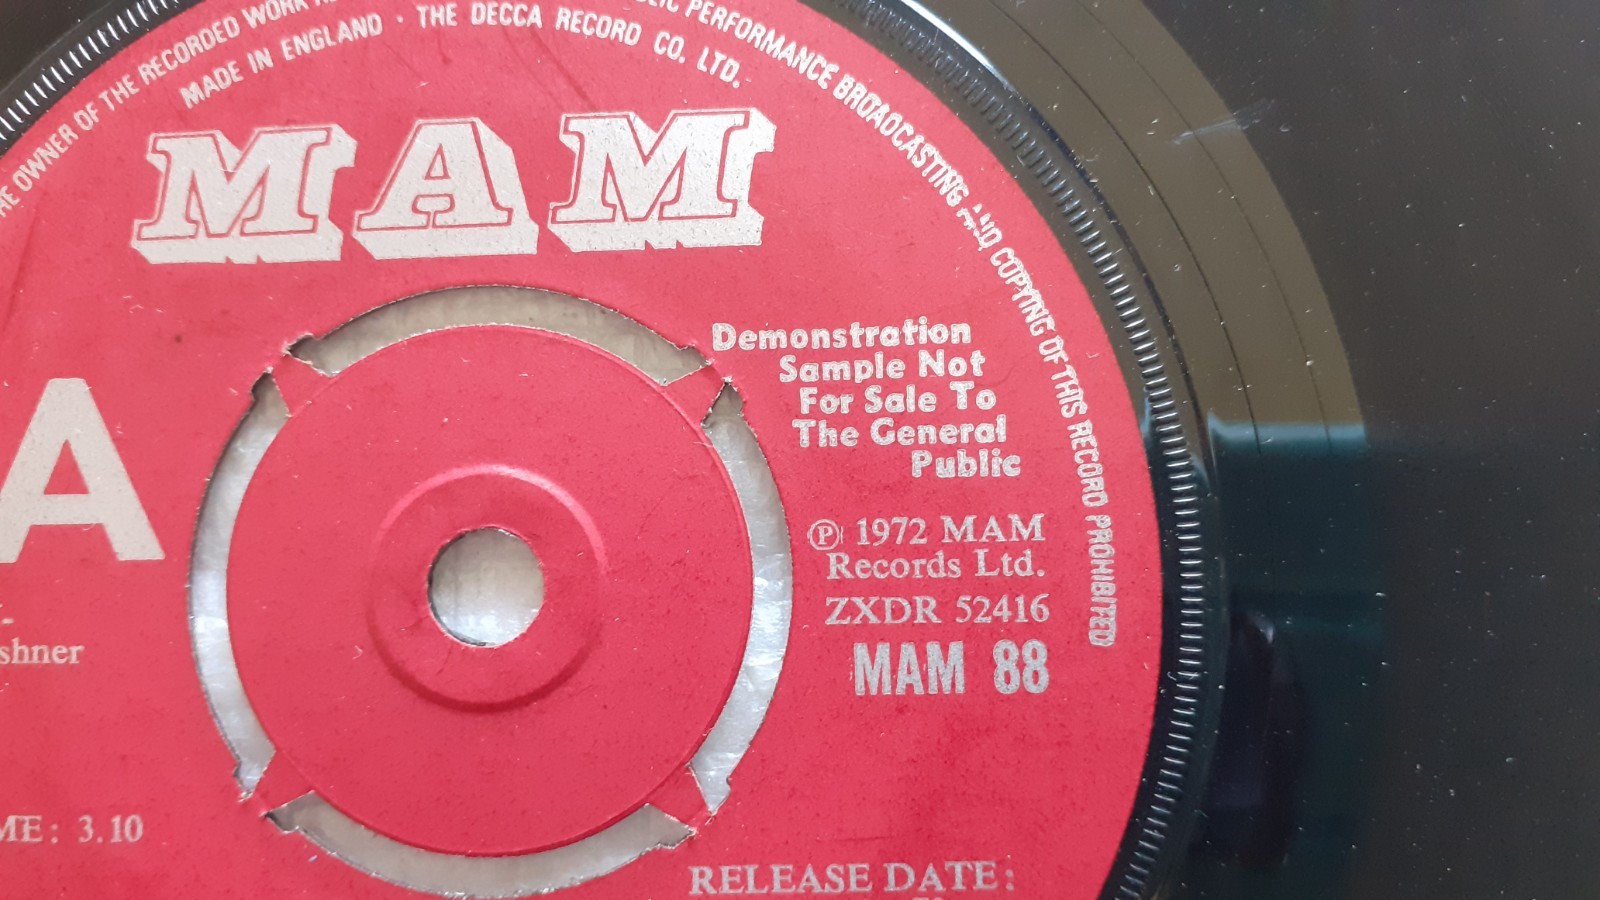 HE OWNER OF THE RECORDED WORK
PERFORMANCE BROADCASTING AND COPYING OF THIS RECORD PROHIBITED
MADE IN ENGLAND · THE DECCA RECORD CO. LTD.
MAM
Demonstration
Sample Not
For Sale To
The General
Public
A
℗ 1972 MAM
Records Ltd.
ZXDR 52416
MAM 88
shner
ME: 3.10
RELEASE DATE: